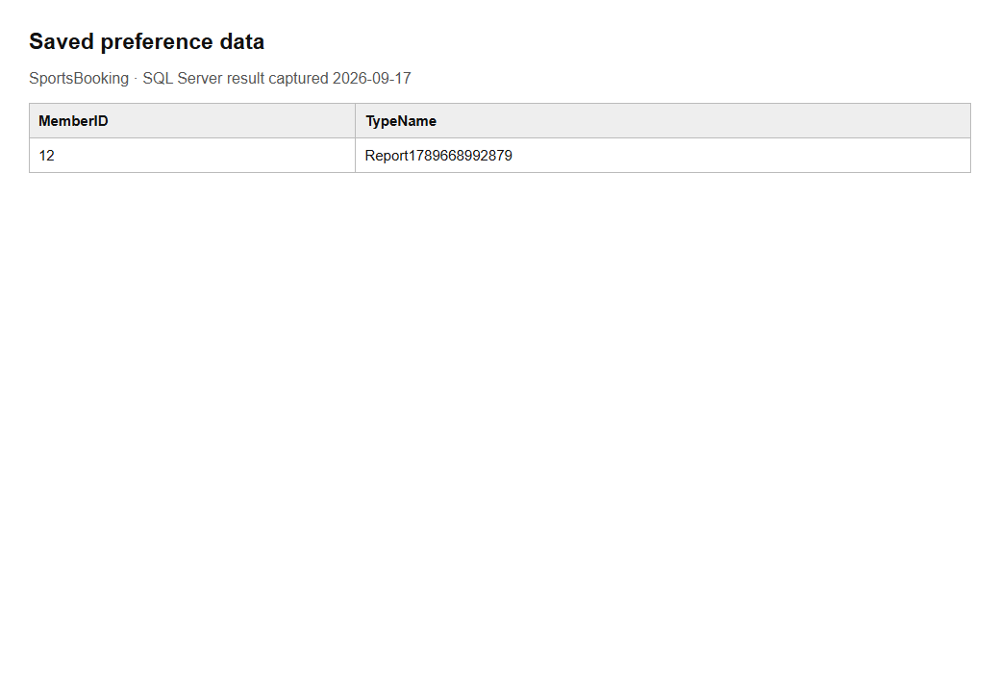 Saved preference data
SportsBooking · SQL Server result captured 2026-09-17
MemberID TypeName
12 Report1789668992879